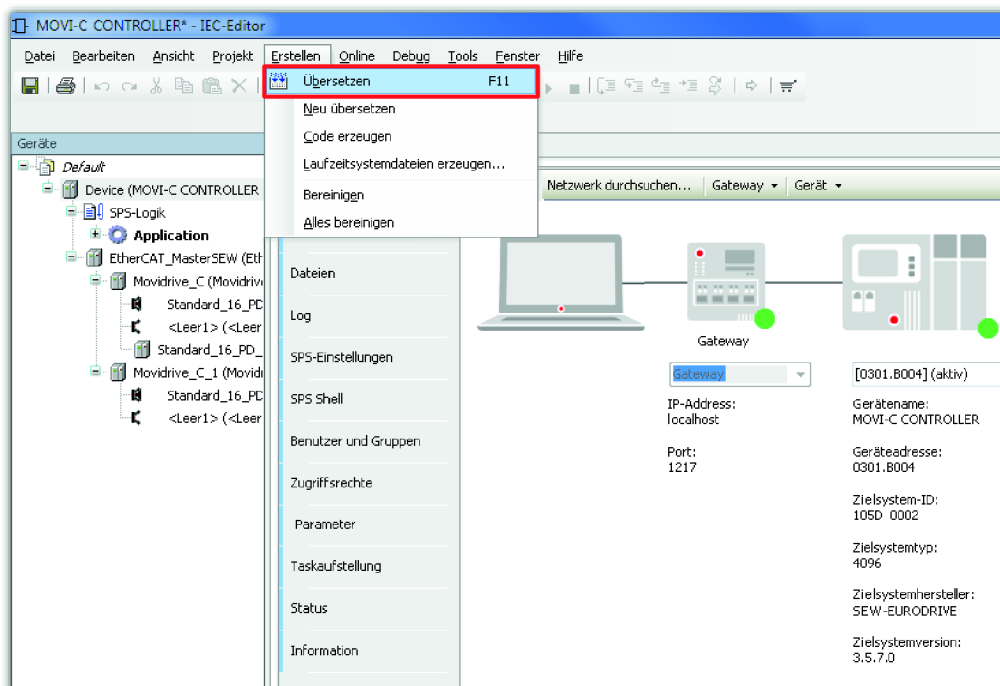 MOVI-C CONTROLLER* - IEC-Editor
Datei Bearbeiten Ansicht Projekt Erstellen Online Debug Tools Fenster Hilfe
Übersetzen F11
Neu übersetzen
Code erzeugen
Laufzeitsystemdateien erzeugen...
Bereinigen
Alles bereinigen
Geräte
Default
Device (MOVI-C CONTROLLER
SPS-Logik
Application
EtherCAT_MasterSEW (Eth
Movidrive_C (Movidriv
Standard_16_PD
<Leer1> (<Leer
Standard_16_PD_
Movidrive_C_1 (Movidr
Standard_16_PD
<Leer1> (<Leer
Netzwerk durchsuchen... Gateway Gerät
Dateien
Log
SPS-Einstellungen
SPS Shell
Benutzer und Gruppen
Zugriffsrechte
Parameter
Taskaufstellung
Status
Information
Gateway
Gateway
IP-Address:
localhost
Port:
1217
[0301.B004] (aktiv)
Gerätename:
MOVI-C CONTROLLER
Geräteadresse:
0301.B004
Zielsystem-ID:
105D 0002
Zielsystemtyp:
4096
Zielsystemhersteller:
SEW-EURODRIVE
Zielsystemversion:
3.5.7.0